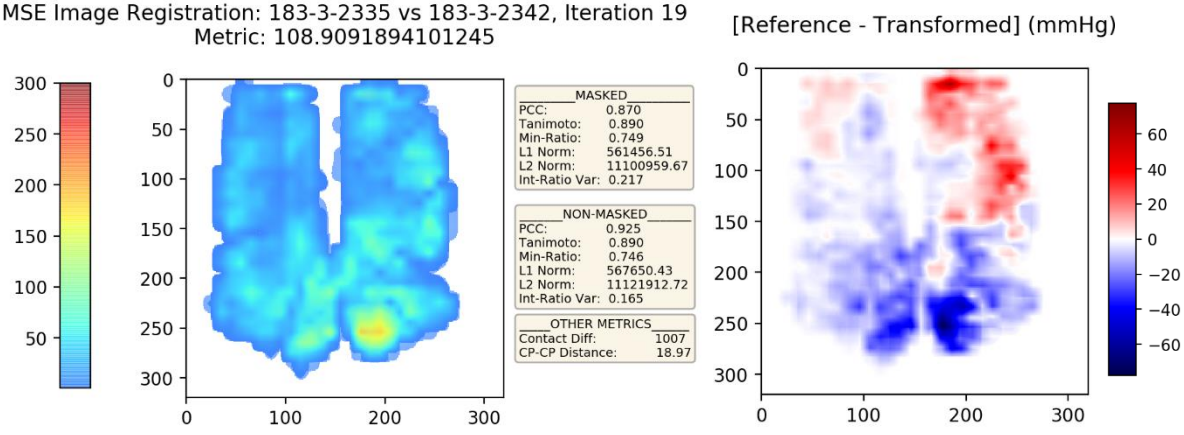 MSE Image Registration: 183-3-2335 vs 183-3-2342, Iteration 19
Metric: 108.9091894101245
[Reference - Transformed] (mmHg)
300
250
200
150
100
50
0
50
100
150
200
250
300
0
100
200
300
MASKED
PCC: 0.870
Tanimoto: 0.890
Min-Ratio: 0.749
L1 Norm: 561456.51
L2 Norm: 11100959.67
Int-Ratio Var: 0.217
NON-MASKED
PCC: 0.925
Tanimoto: 0.890
Min-Ratio: 0.746
L1 Norm: 567650.43
L2 Norm: 11121912.72
Int-Ratio Var: 0.165
OTHER METRICS
Contact Diff: 1007
CP-CP Distance: 18.97
0
50
100
150
200
250
300
0
100
200
300
60
40
20
0
−20
−40
−60